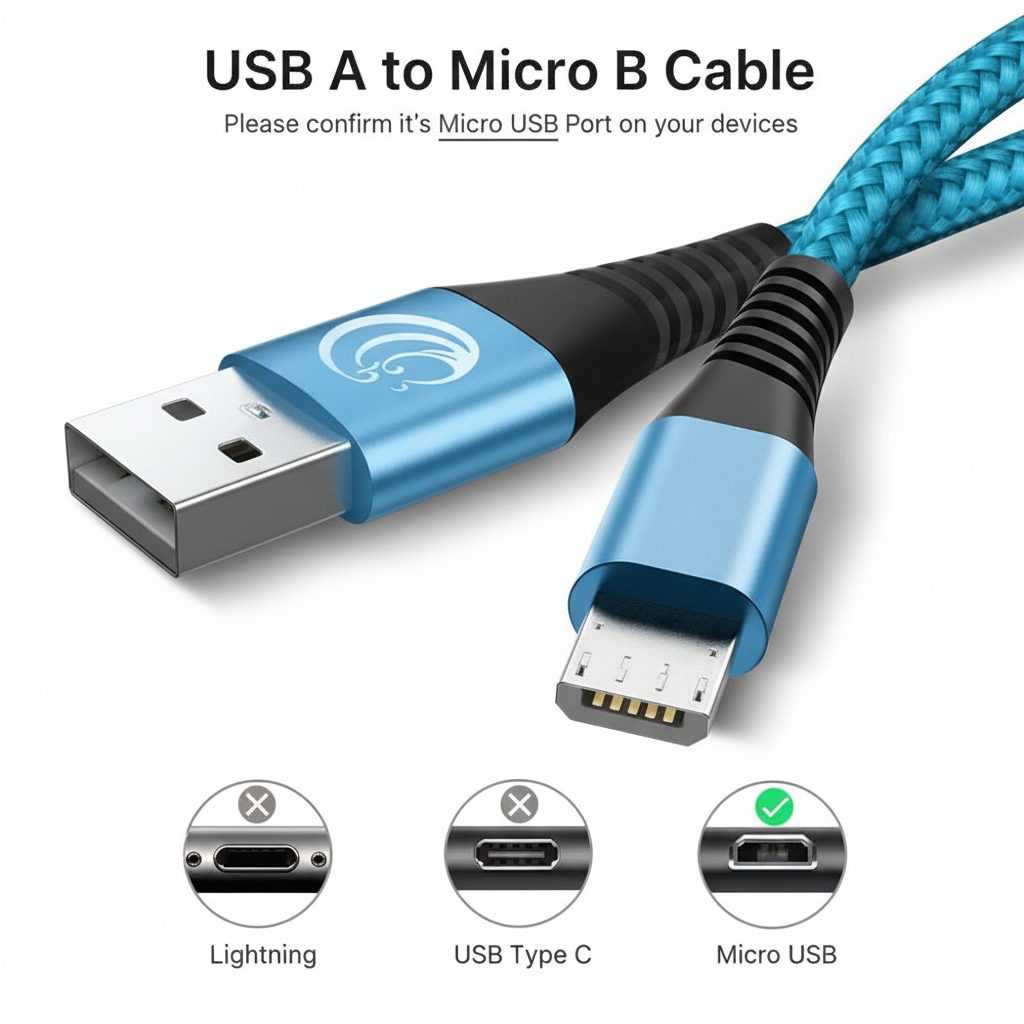 USB A to Micro B Cable
Please confirm it's Micro USB Port on your devices
Lightning
USB Type C
Micro USB